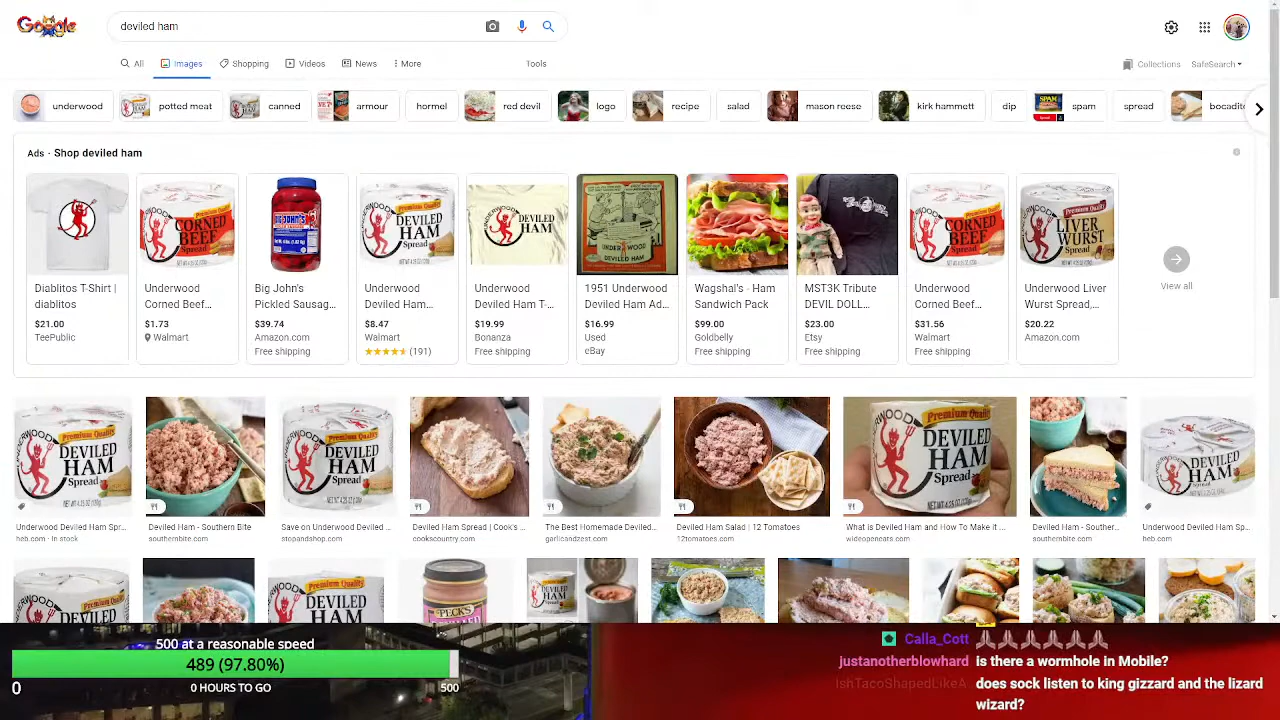 Google
deviled ham
All Images Shopping Videos News More Tools Collections SafeSearch
underwood potted meat canned armour hormel red devil logo recipe salad mason reese kirk hammett dip spam spread bocadito
Ads · Shop deviled ham
Diablitos T-Shirt | diablitos
$21.00
TeePublic
Underwood Corned Beef...
$1.73
Walmart
Big John's Pickled Sausag...
$39.74
Amazon.com
Free shipping
Underwood Deviled Ham...
$8.47
Walmart
(191)
Underwood Deviled Ham T-...
$19.99
Bonanza
Free shipping
1951 Underwood Deviled Ham Ad...
$16.99
Used
eBay
Wagshal's - Ham Sandwich Pack
$99.00
Goldbelly
Free shipping
MST3K Tribute DEVIL DOLL...
$23.00
Etsy
Free shipping
Underwood Corned Beef...
$31.56
Walmart
Free shipping
Underwood Liver Wurst Spread,...
$20.22
Amazon.com
View all
Underwood Deviled Ham Spr...
heb.com · In stock
Deviled Ham - Southern Bite
southernbite.com
Save on Underwood Deviled ...
stopandshop.com
Deviled Ham Spread | Cook's ...
cookscountry.com
The Best Homemade Deviled...
garlicandzest.com
Deviled Ham Salad | 12 Tomatoes
12tomatoes.com
What is Deviled Ham and How To Make it ...
wideopeneats.com
Deviled Ham - Souther...
southernbite.com
Underwood Deviled Ham Sp...
heb.com
500 at a reasonable speed
489 (97.80%)
0 0 HOURS TO GO 500
Calla_Cott
justanotherblowhard is there a wormhole in Mobile?
IshTacoShapedLikeA does sock listen to king gizzard and the lizard
wizard?